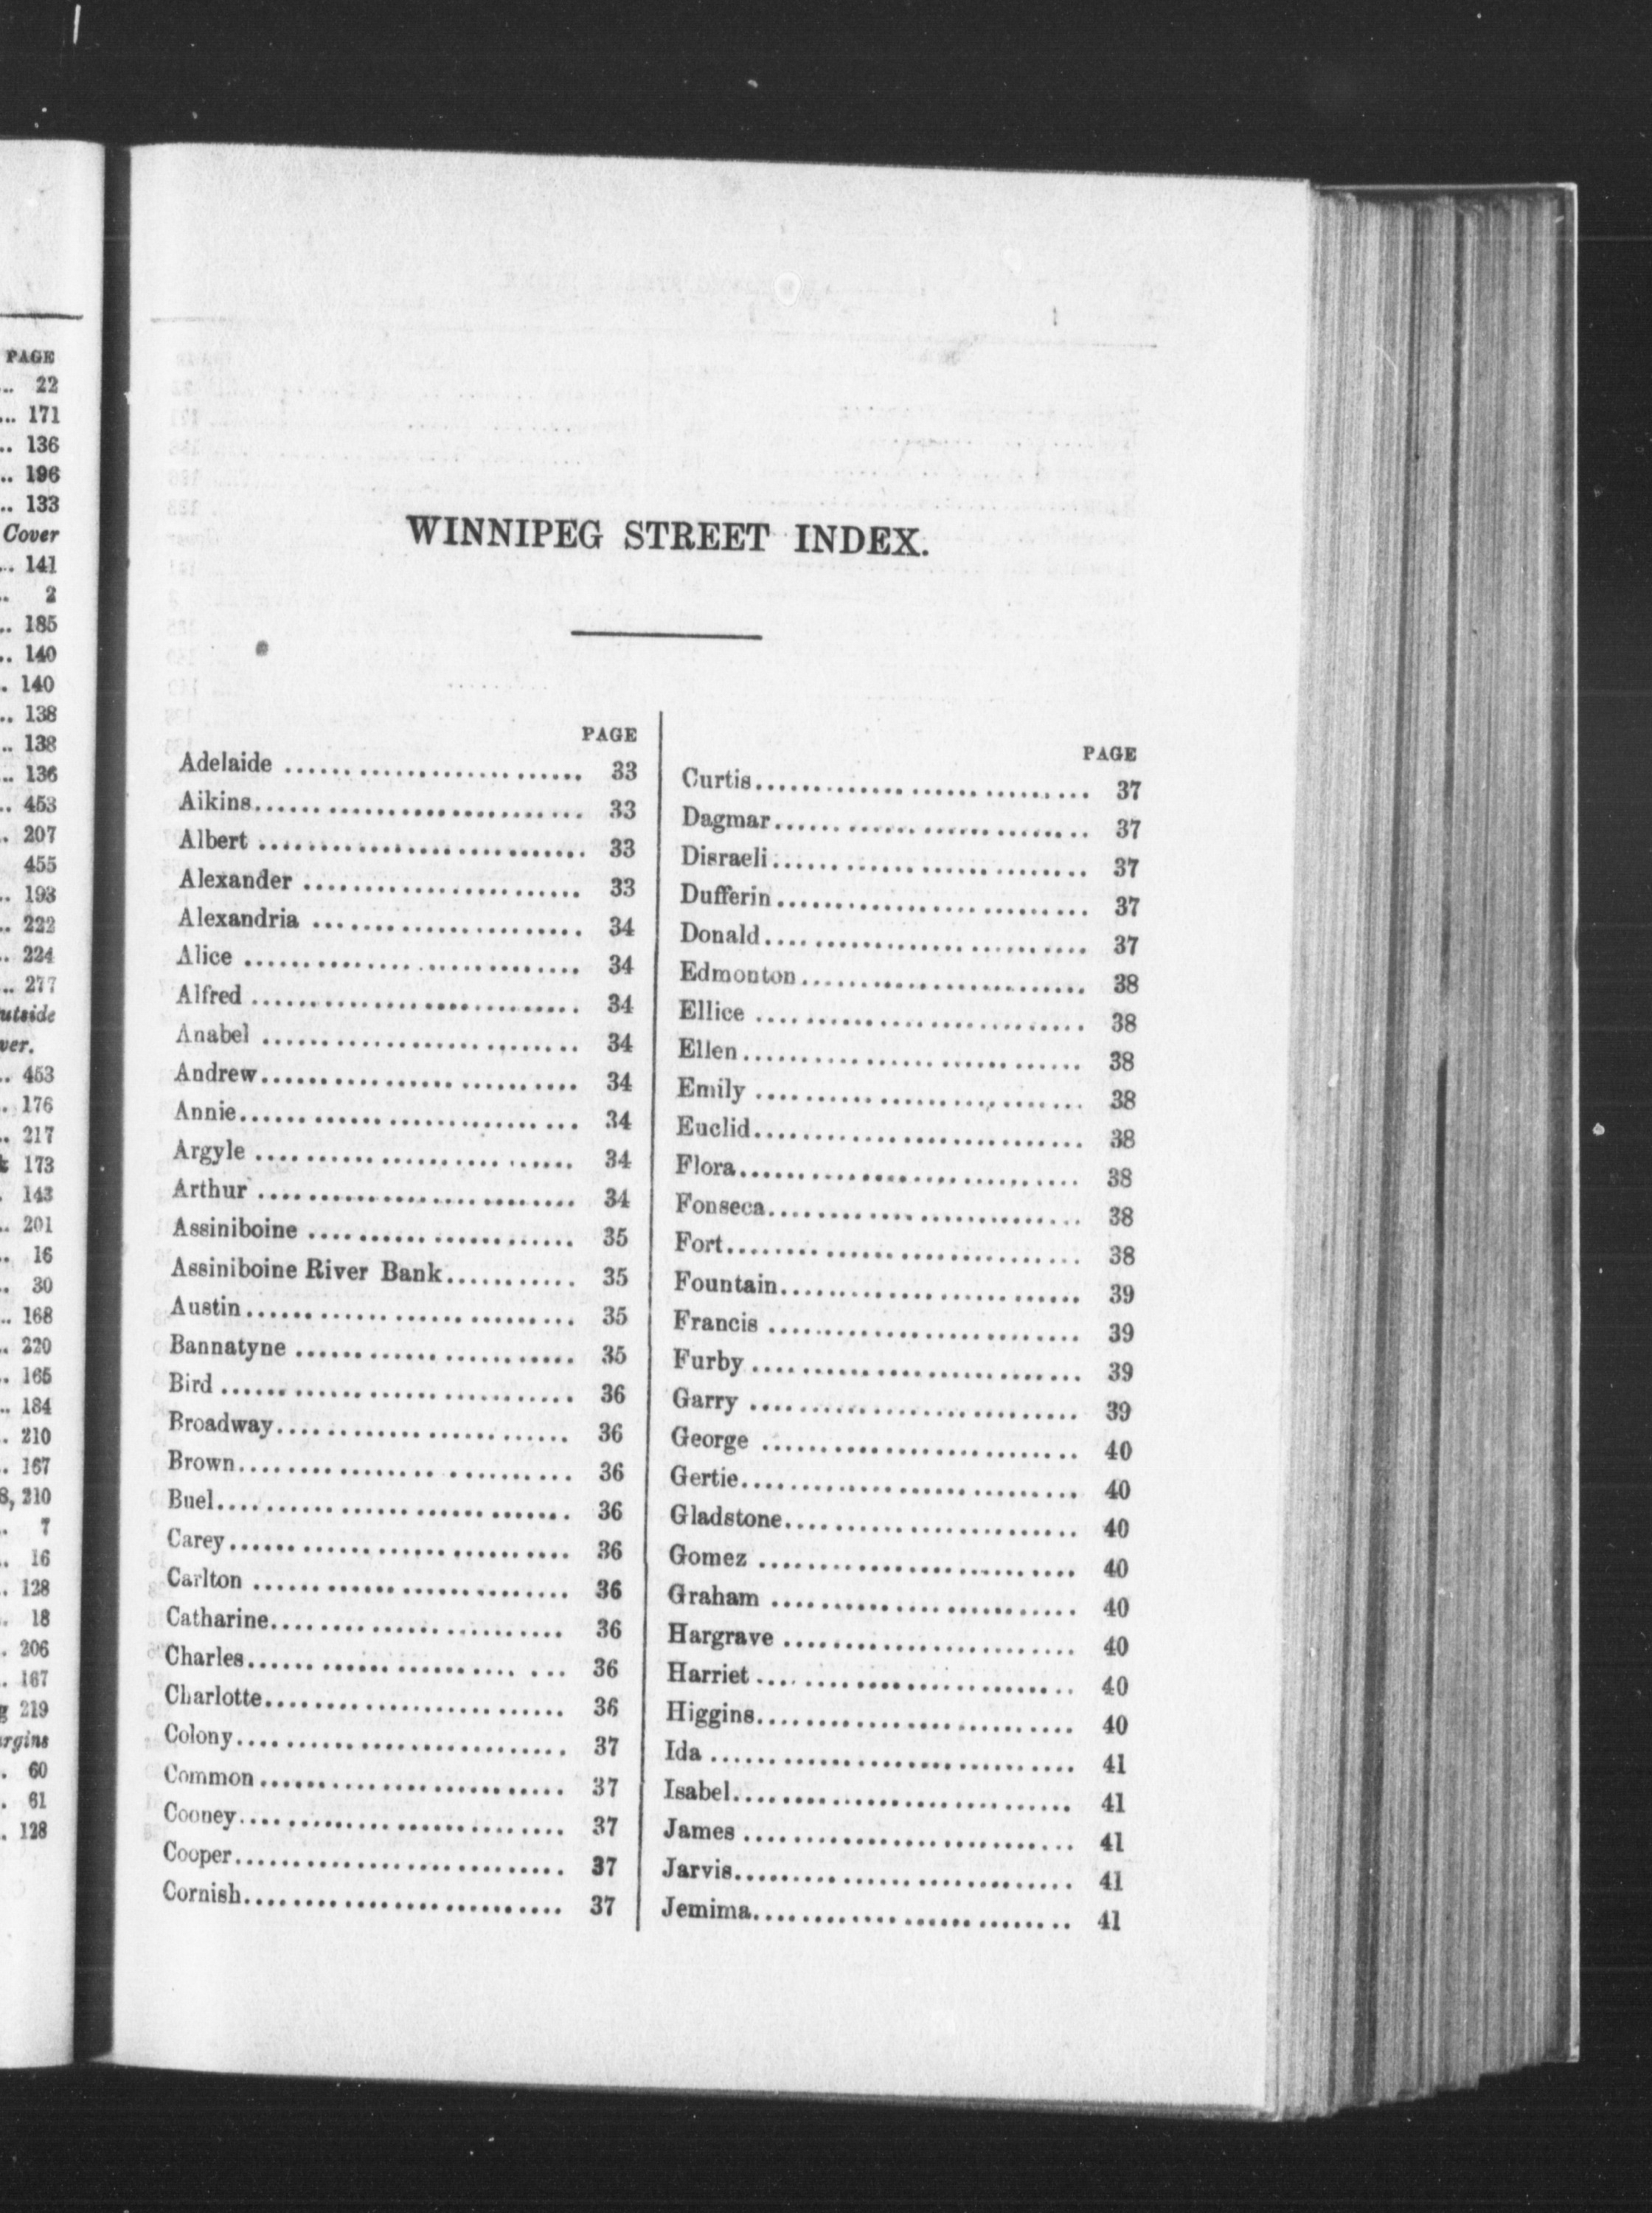 PAGE
.. 22
... 171
.. 136
.. 196
.. 133
Cover
.. 141
.. 2
.. 185
.. 140
. 140
.. 138
.. 138
... 136
.. 453
. 207
455
.. 193
.. 222
.. 224
... 277
utside
ver.
.. 453
. 176
.. 217
173
. 143
.. 201
.. 16
.. 30
... 168
.. 220
.. 165
... 184
. 210
.. 167
8, 210
.. 7
.. 16
. 128
. 18
. 206
. 167
g 219
rgins
. 60
. 61
. 128
WINNIPEG STREET INDEX.
PAGE
Adelaide ............................ 33
Aikins............................ 33
Albert ............................ 33
Alexander ........................ 33
Alexandria ........................ 34
Alice ............................ 34
Alfred ............................ 34
Anabel ............................ 34
Andrew............................ 34
Annie............................ 34
Argyle ............................ 34
Arthur ............................ 34
Assiniboine ........................ 35
Assiniboine River Bank........... 35
Austin............................ 35
Bannatyne ........................ 35
Bird ............................ 36
Broadway........................ 36
Brown............................ 36
Buel............................ 36
Carey............................ 36
Carlton ............................ 36
Catharine........................ 36
Charles............................ 36
Charlotte........................ 36
Colony............................ 37
Common............................ 37
Cooney............................ 37
Cooper............................ 37
Cornish............................ 37
PAGE
Curtis............................ 37
Dagmar............................ 37
Disraeli............................ 37
Dufferin............................ 37
Donald............................ 37
Edmonton........................ 38
Ellice ............................ 38
Ellen............................ 38
Emily ............................ 38
Euclid............................ 38
Flora............................ 38
Fonseca............................ 38
Fort............................ 38
Fountain........................ 39
Francis ............................ 39
Furby............................ 39
Garry ............................ 39
George ............................ 40
Gertie............................ 40
Gladstone........................ 40
Gomez ............................ 40
Graham ........................ 40
Hargrave ........................ 40
Harriet............................ 40
Higgins............................ 40
Ida ............................ 41
Isabel............................ 41
James ............................ 41
Jarvis............................ 41
Jemima............................ 41